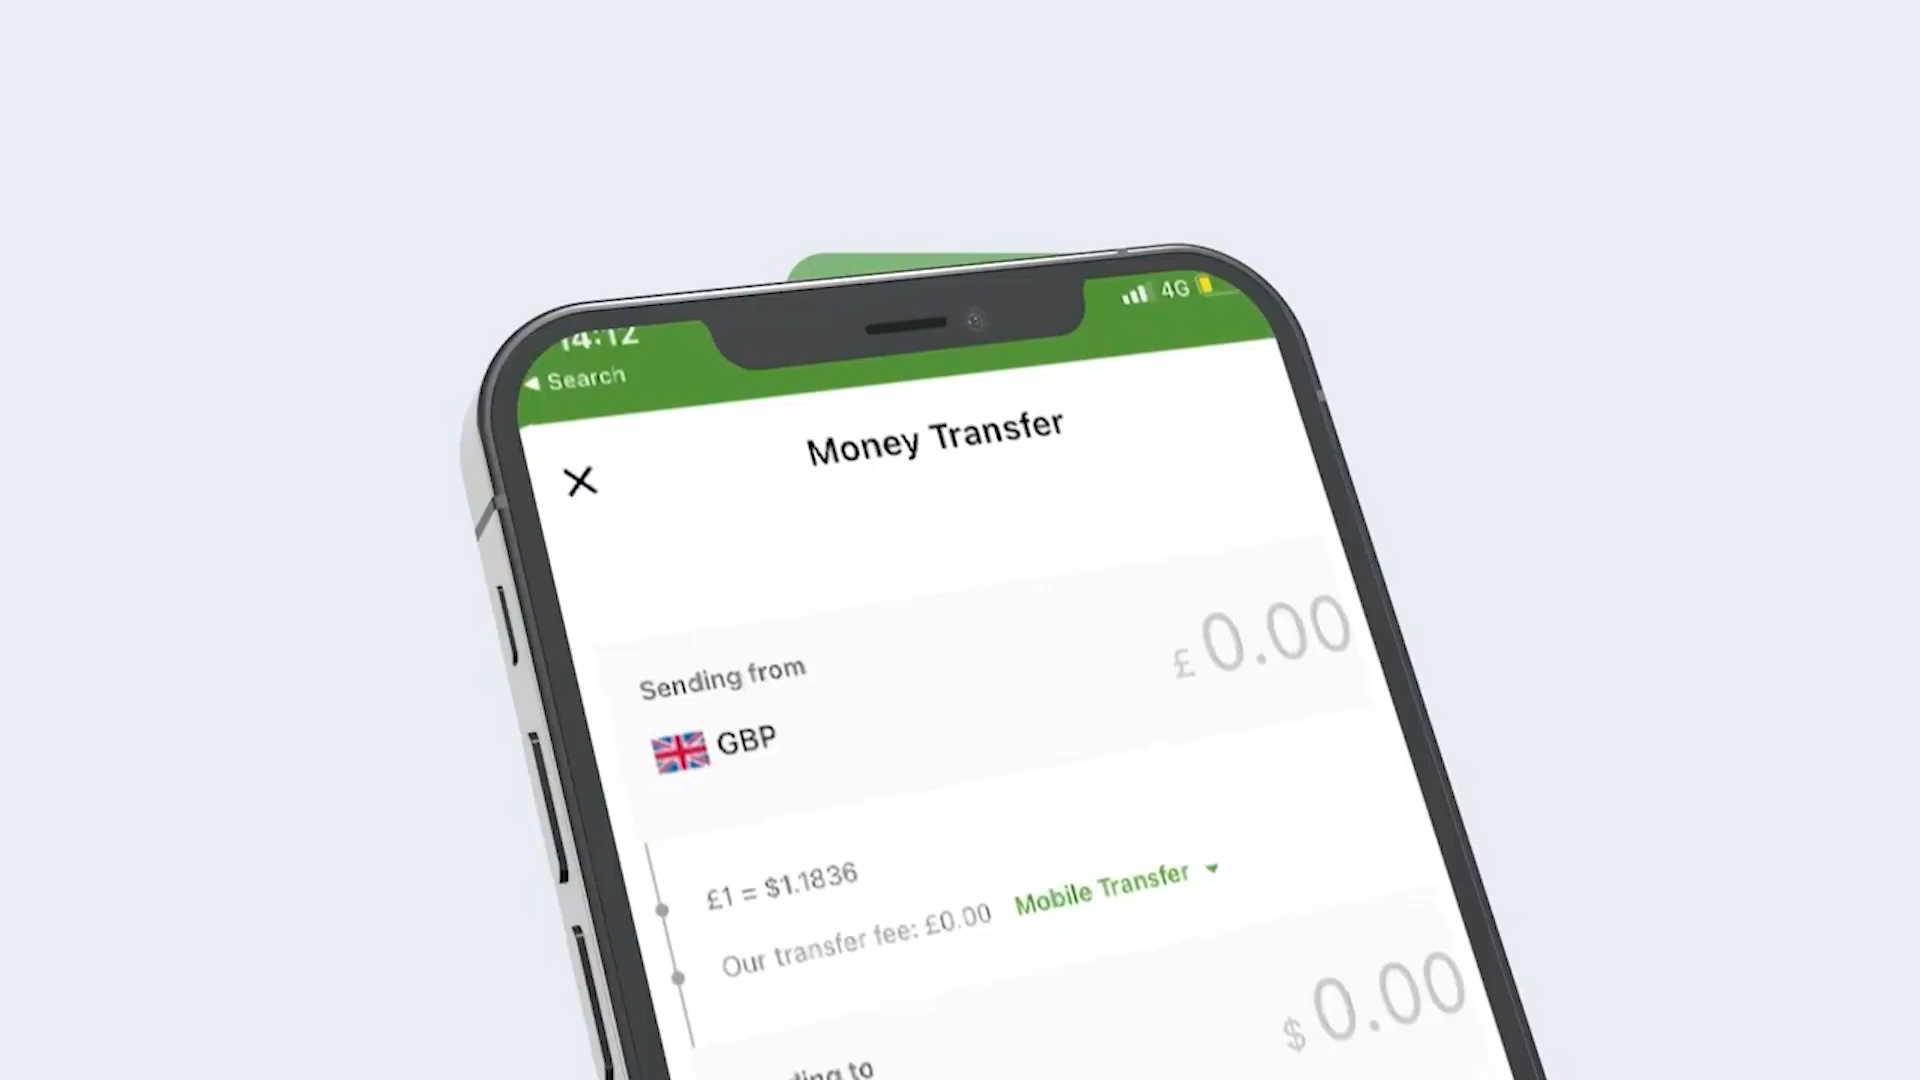 14:12
4G
Search
Money Transfer
Sending from
£ 0.00
GBP
£1 = $1.1836
Our transfer fee: £0.00 Mobile Transfer
$ 0.00
to